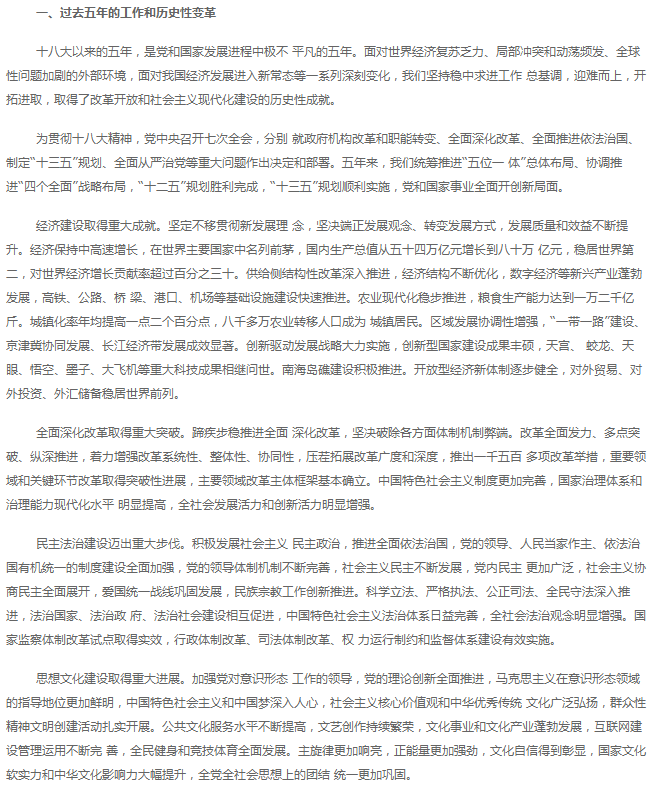 一、过去五年的工作和历史性变革
十八大以来的五年，是党和国家发展进程中极不 平凡的五年。面对世界经济复苏乏力、局部冲突和动荡频发、全球
性问题加剧的外部环境，面对我国经济发展进入新常态等一系列深刻变化，我们坚持稳中求进工作 总基调，迎难而上，开
拓进取，取得了改革开放和社会主义现代化建设的历史性成就。
为贯彻十八大精神，党中央召开七次全会，分别 就政府机构改革和职能转变、全面深化改革、全面推进依法治国、
制定“十三五”规划、全面从严治党等重大问题作出决定和部署。五年来，我们统筹推进“五位一 体”总体布局、协调推
进“四个全面”战略布局，“十二五”规划胜利完成，“十三五”规划顺利实施，党和国家事业全面开创新局面。
经济建设取得重大成就。坚定不移贯彻新发展理 念，坚决端正发展观念、转变发展方式，发展质量和效益不断提
升。经济保持中高速增长，在世界主要国家中名列前茅，国内生产总值从五十四万亿元增长到八十万 亿元，稳居世界第
二，对世界经济增长贡献率超过百分之三十。供给侧结构性改革深入推进，经济结构不断优化，数字经济等新兴产业蓬勃
发展，高铁、公路、桥 梁、港口、机场等基础设施建设快速推进。农业现代化稳步推进，粮食生产能力达到一万二千亿
斤。城镇化率年均提高一点二个百分点，八千多万农业转移人口成为 城镇居民。区域发展协调性增强，“一带一路”建设、
京津冀协同发展、长江经济带发展成效显著。创新驱动发展战略大力实施，创新型国家建设成果丰硕，天宫、 蛟龙、天
眼、悟空、墨子、大飞机等重大科技成果相继问世。南海岛礁建设积极推进。开放型经济新体制逐步健全，对外贸易、对
外投资、外汇储备稳居世界前列。
全面深化改革取得重大突破。蹄疾步稳推进全面 深化改革，坚决破除各方面体制机制弊端。改革全面发力、多点突
破、纵深推进，着力增强改革系统性、整体性、协同性，压茬拓展改革广度和深度，推出一千五百 多项改革举措，重要领
域和关键环节改革取得突破性进展，主要领域改革主体框架基本确立。中国特色社会主义制度更加完善，国家治理体系和
治理能力现代化水平 明显提高，全社会发展活力和创新活力明显增强。
民主法治建设迈出重大步伐。积极发展社会主义 民主政治，推进全面依法治国，党的领导、人民当家作主、依法治
国有机统一的制度建设全面加强，党的领导体制机制不断完善，社会主义民主不断发展，党内民主 更加广泛，社会主义协
商民主全面展开，爱国统一战线巩固发展，民族宗教工作创新推进。科学立法、严格执法、公正司法、全民守法深入推
进，法治国家、法治政 府、法治社会建设相互促进，中国特色社会主义法治体系日益完善，全社会法治观念明显增强。国
家监察体制改革试点取得实效，行政体制改革、司法体制改革、权 力运行制约和监督体系建设有效实施。
思想文化建设取得重大进展。加强党对意识形态 工作的领导，党的理论创新全面推进，马克思主义在意识形态领域
的指导地位更加鲜明，中国特色社会主义和中国梦深入人心，社会主义核心价值观和中华优秀传统 文化广泛弘扬，群众性
精神文明创建活动扎实开展。公共文化服务水平不断提高，文艺创作持续繁荣，文化事业和文化产业蓬勃发展，互联网建
设管理运用不断完 善，全民健身和竞技体育全面发展。主旋律更加响亮，正能量更加强劲，文化自信得到彰显，国家文化
软实力和中华文化影响力大幅提升，全党全社会思想上的团结 统一更加巩固。